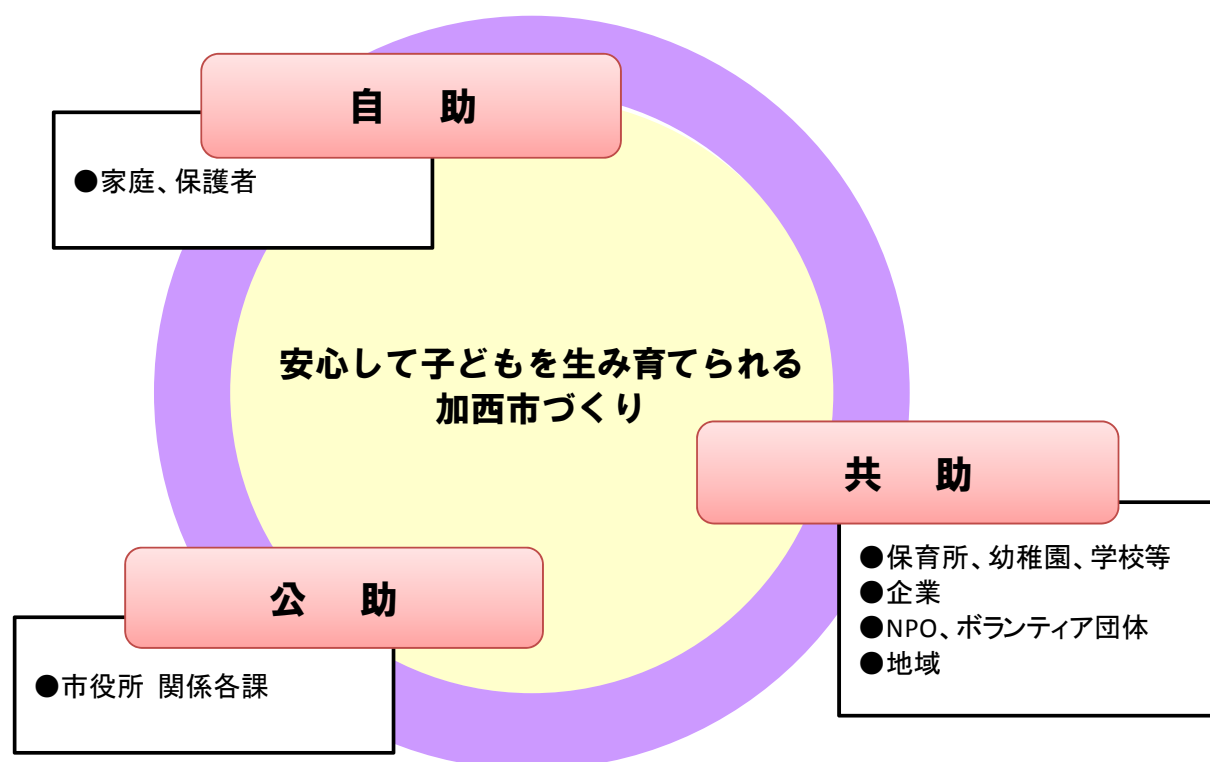 自 助
●家庭、保護者
安心して子どもを生み育てられる
加西市づくり
共 助
●保育所、幼稚園、学校等
●企業
●NPO、ボランティア団体
●地域
公 助
●市役所 関係各課